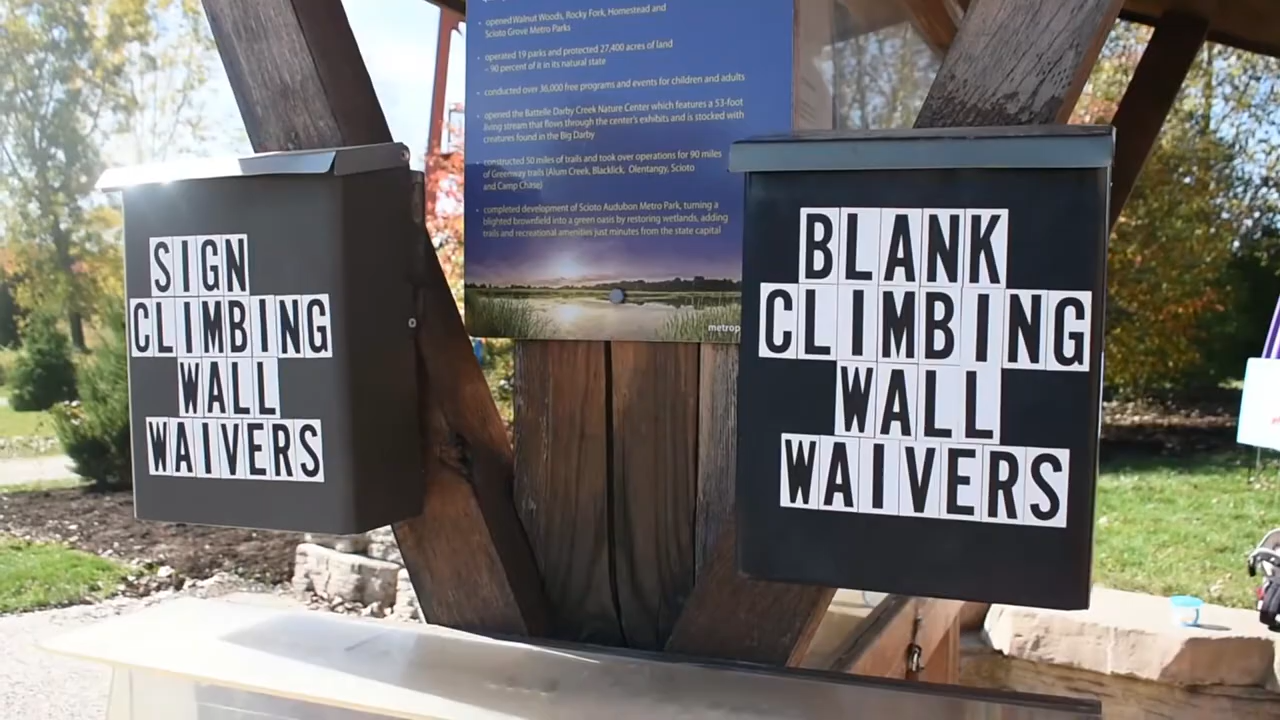 SIGN
CLIMBING
WALL
WAIVERS
• opened Walnut Woods, Rocky Fork, Homestead and
Scioto Grove Metro Parks
• operated 19 parks and protected 27,400 acres of land
– 90 percent of it in its natural state
• conducted over 36,000 free programs and events for children and adults
• opened the Battelle Darby Creek Nature Center which features a 53-foot
living stream that flows through the center's exhibits and is stocked with
creatures found in the Big Darby
• constructed 50 miles of trails and took over operations for 90 miles
of Greenway trails (Alum Creek, Blacklick, Olentangy, Scioto
and Camp Chase)
• completed development of Scioto Audubon Metro Park, turning a
blighted brownfield into a green oasis by restoring wetlands, adding
trails and recreational amenities just minutes from the state capital
metrop
BLANK
CLIMBING
WALL
WAIVERS